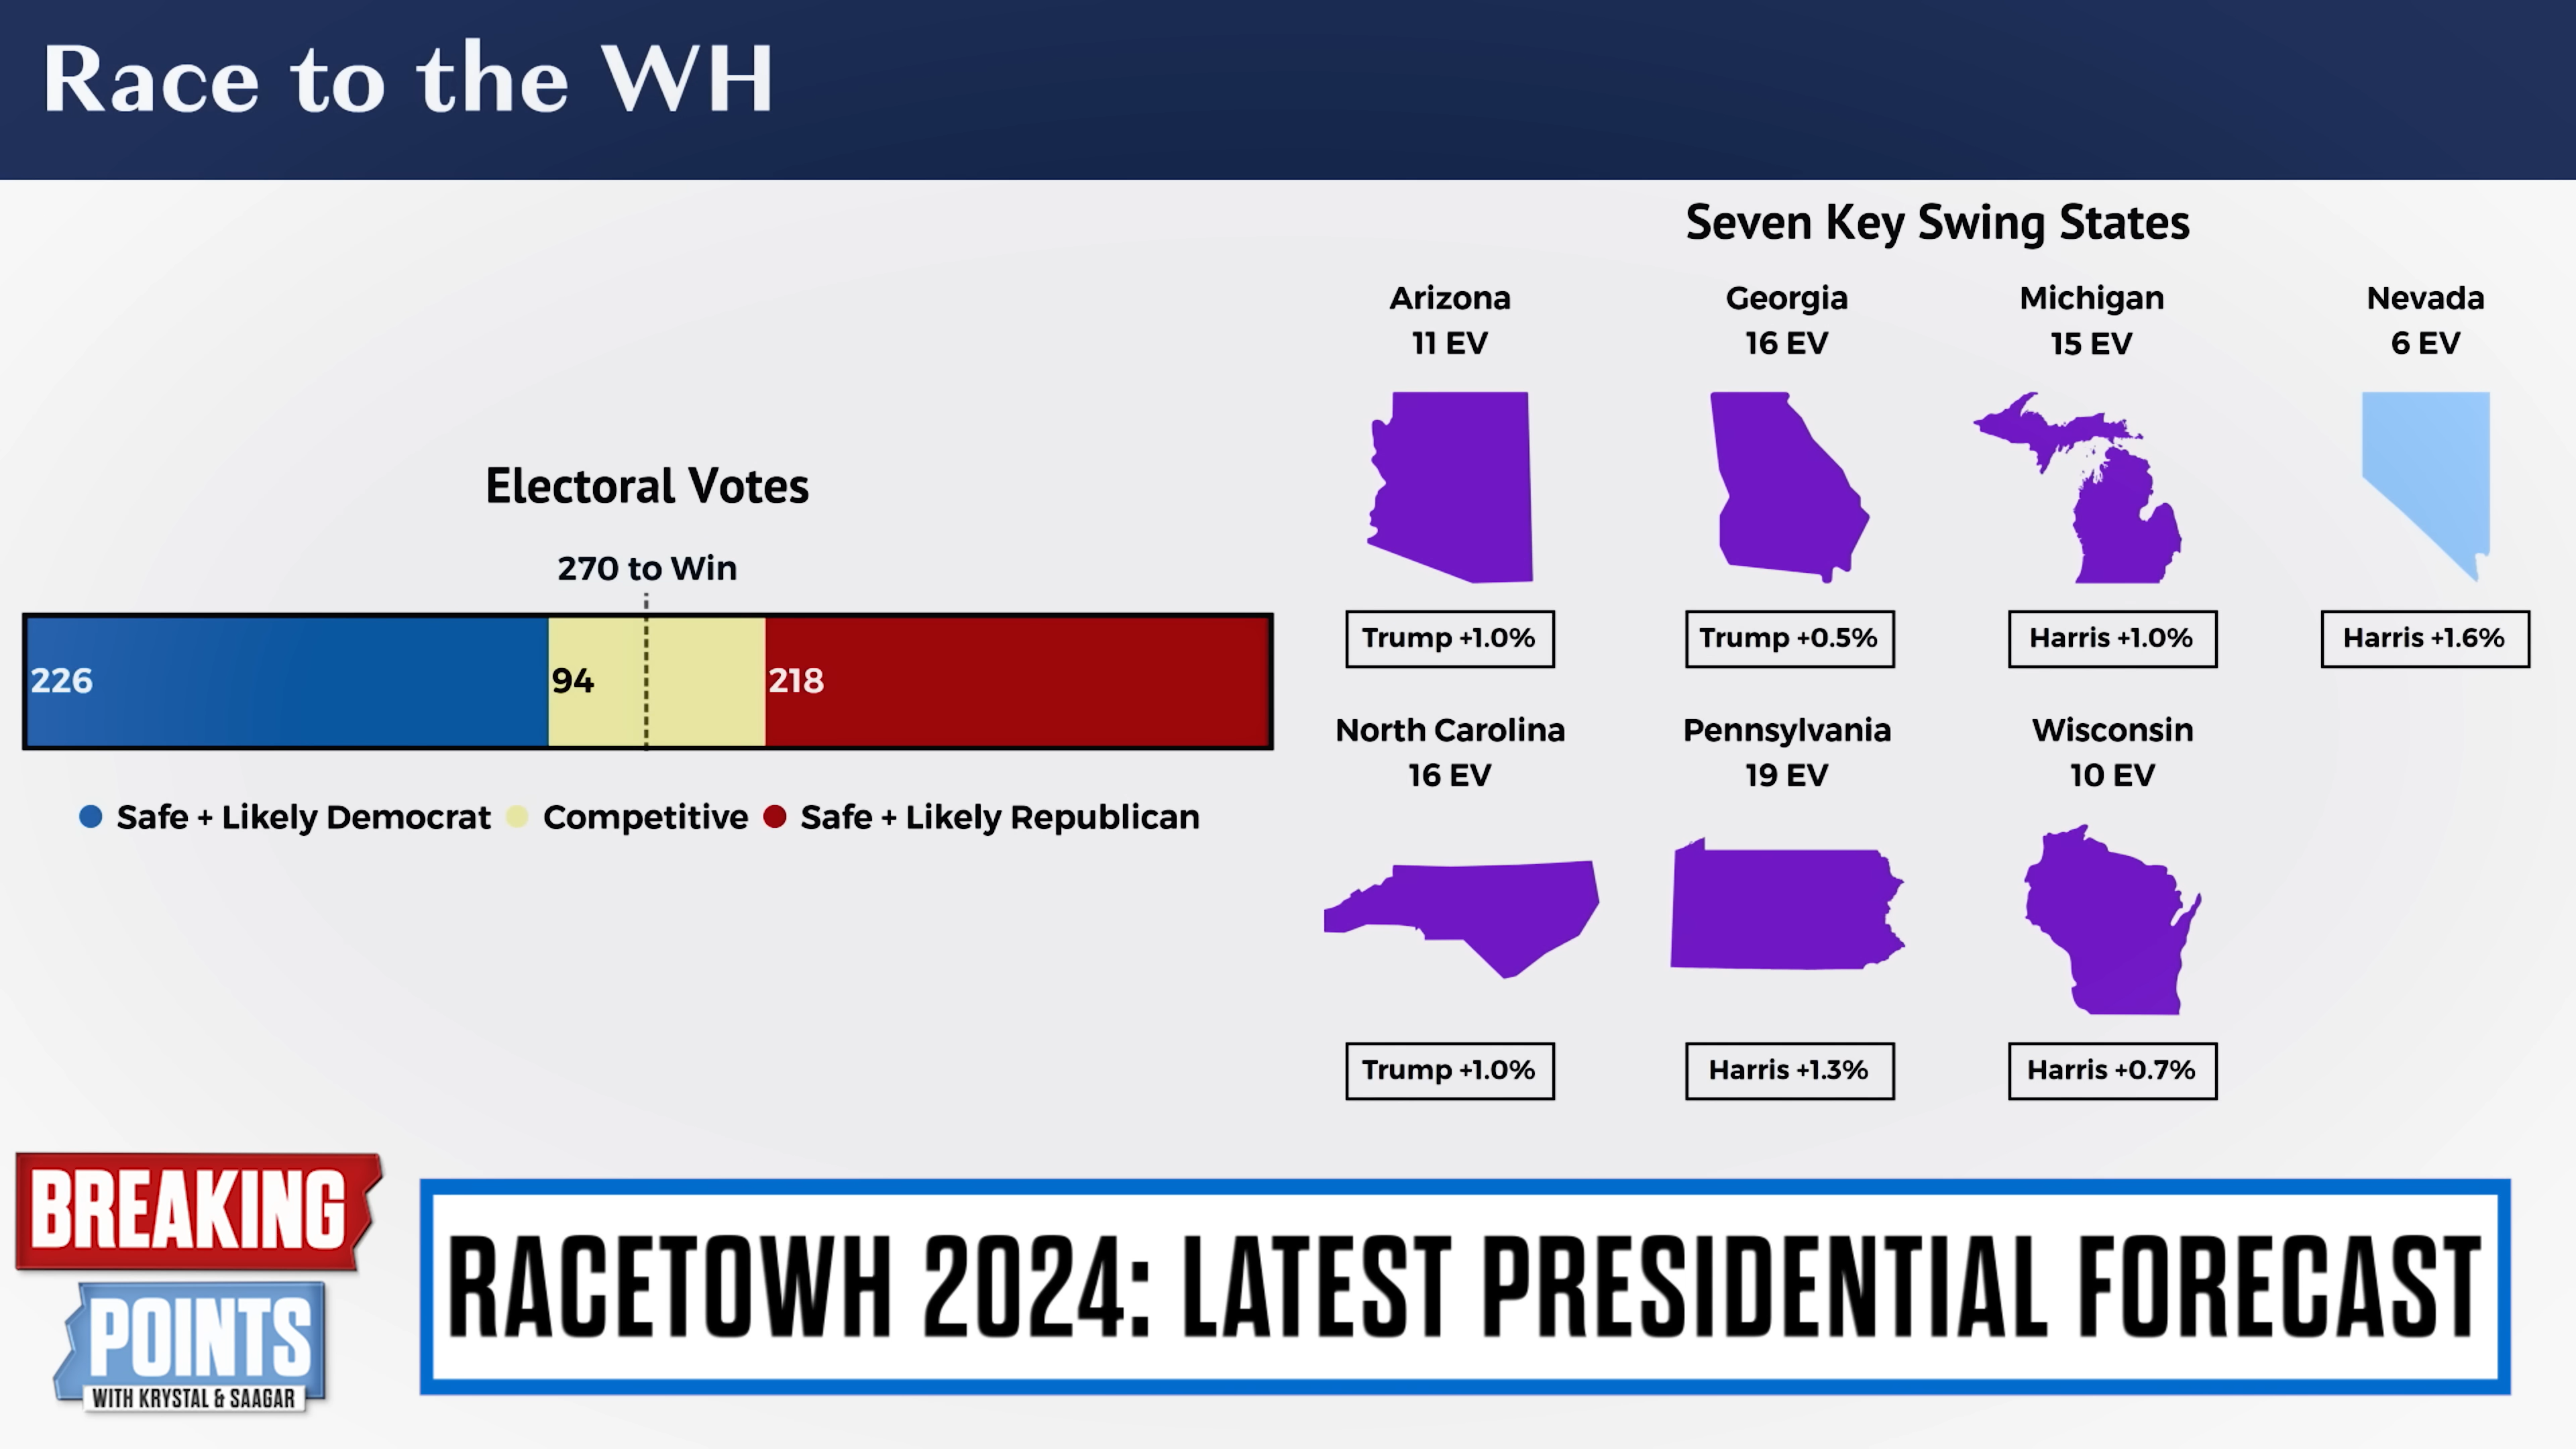 Race to the WH
Electoral Votes
270 to Win
226
94
218
Safe + Likely Democrat
Competitive
Safe + Likely Republican
Seven Key Swing States
Arizona
11 EV
Trump +1.0%
Georgia
16 EV
Trump +0.5%
Michigan
15 EV
Harris +1.0%
Nevada
6 EV
Harris +1.6%
North Carolina
16 EV
Trump +1.0%
Pennsylvania
19 EV
Harris +1.3%
Wisconsin
10 EV
Harris +0.7%
BREAKING
POINTS
WITH KRYSTAL & SAAGAR
RACETOWH 2024: LATEST PRESIDENTIAL FORECAST